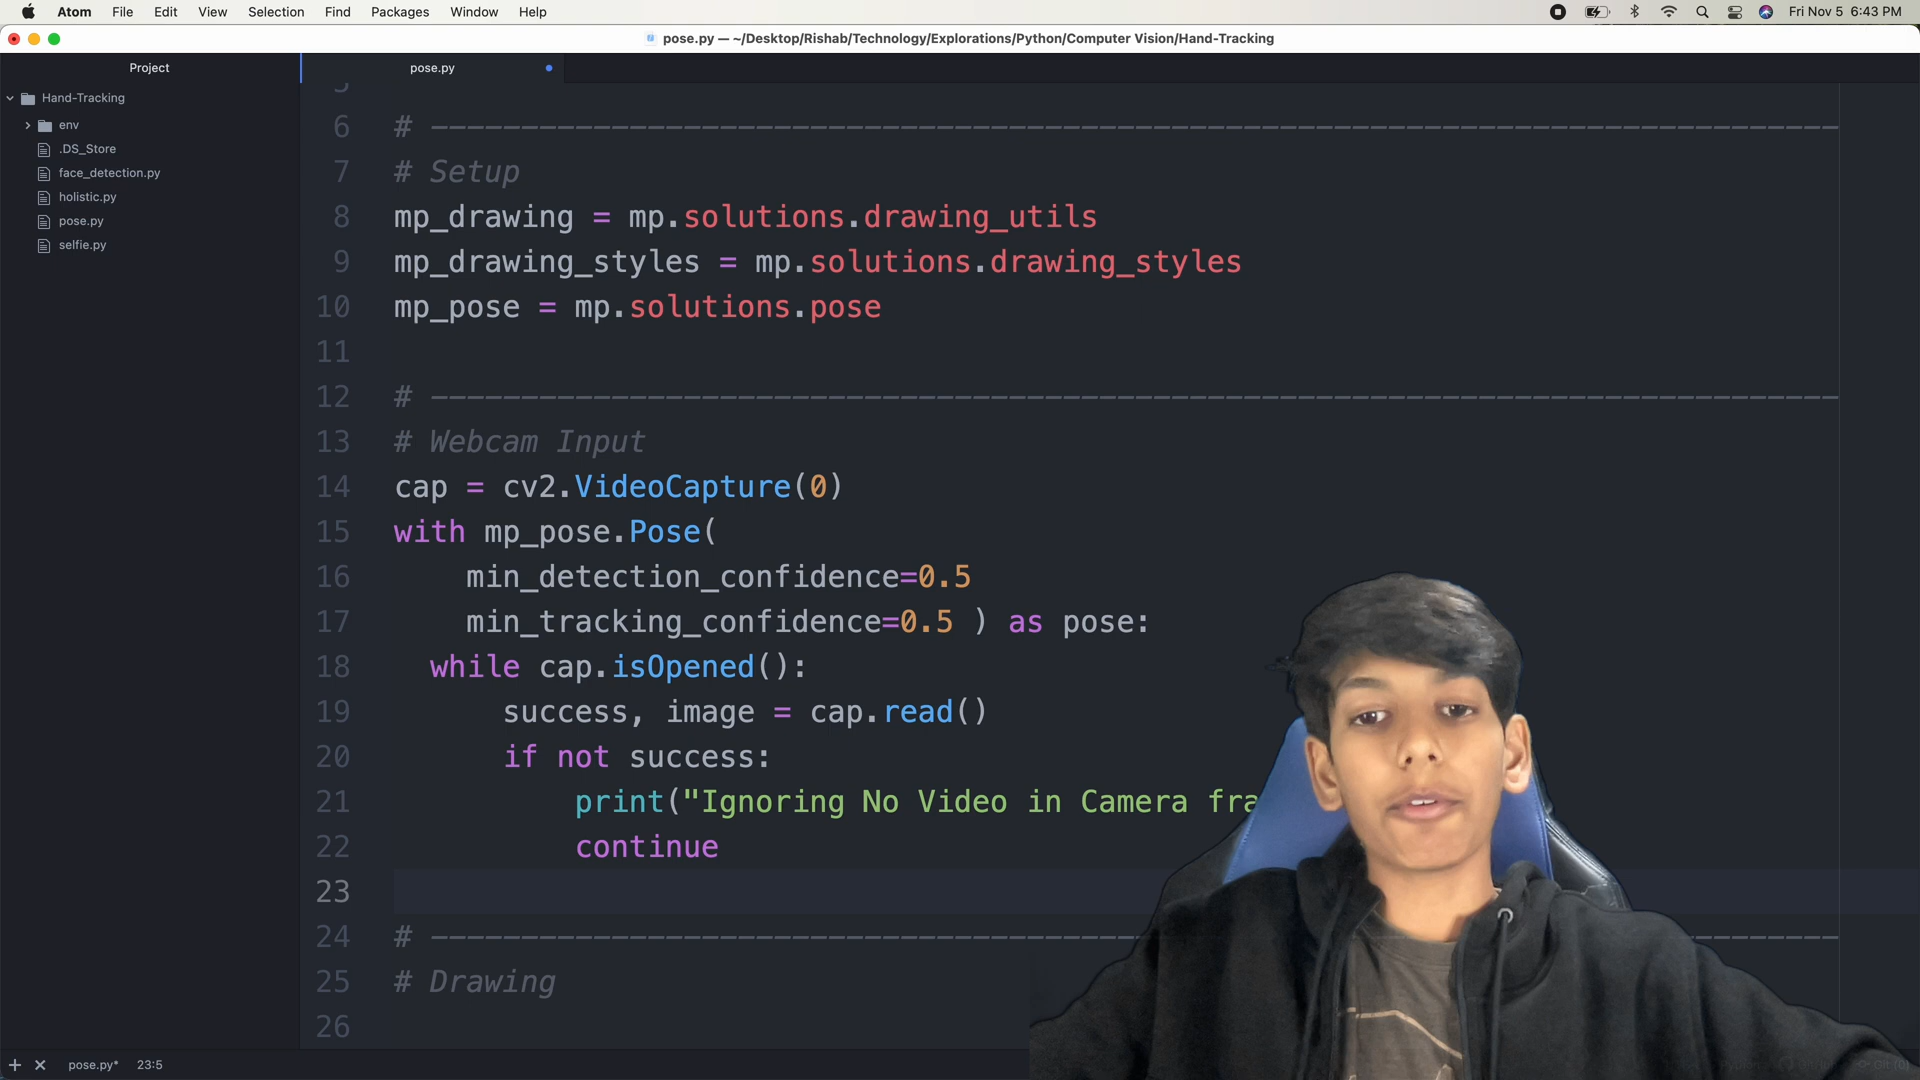 Atom File Edit View Selection Find Packages Window Help Fri Nov 5 6:43 PM
pose.py — ~/Desktop/Rishab/Technology/Explorations/Python/Computer Vision/Hand-Tracking
Project
pose.py
Hand-Tracking
env
.DS_Store
face_detection.py
holistic.py
pose.py
selfie.py
6 # ------------------------------------------------------------------------------
7 # Setup
8 mp_drawing = mp.solutions.drawing_utils
9 mp_drawing_styles = mp.solutions.drawing_styles
10 mp_pose = mp.solutions.pose
11
12 # ------------------------------------------------------------------------------
13 # Webcam Input
14 cap = cv2.VideoCapture(0)
15 with mp_pose.Pose(
16 min_detection_confidence=0.5
17 min_tracking_confidence=0.5 ) as pose:
18 while cap.isOpened():
19 success, image = cap.read()
20 if not success:
21 print("Ignoring No Video in Camera fra
22 continue
23
24 # ------------------------------------------------------------------------------
25 # Drawing
26
pose.py* 23:5